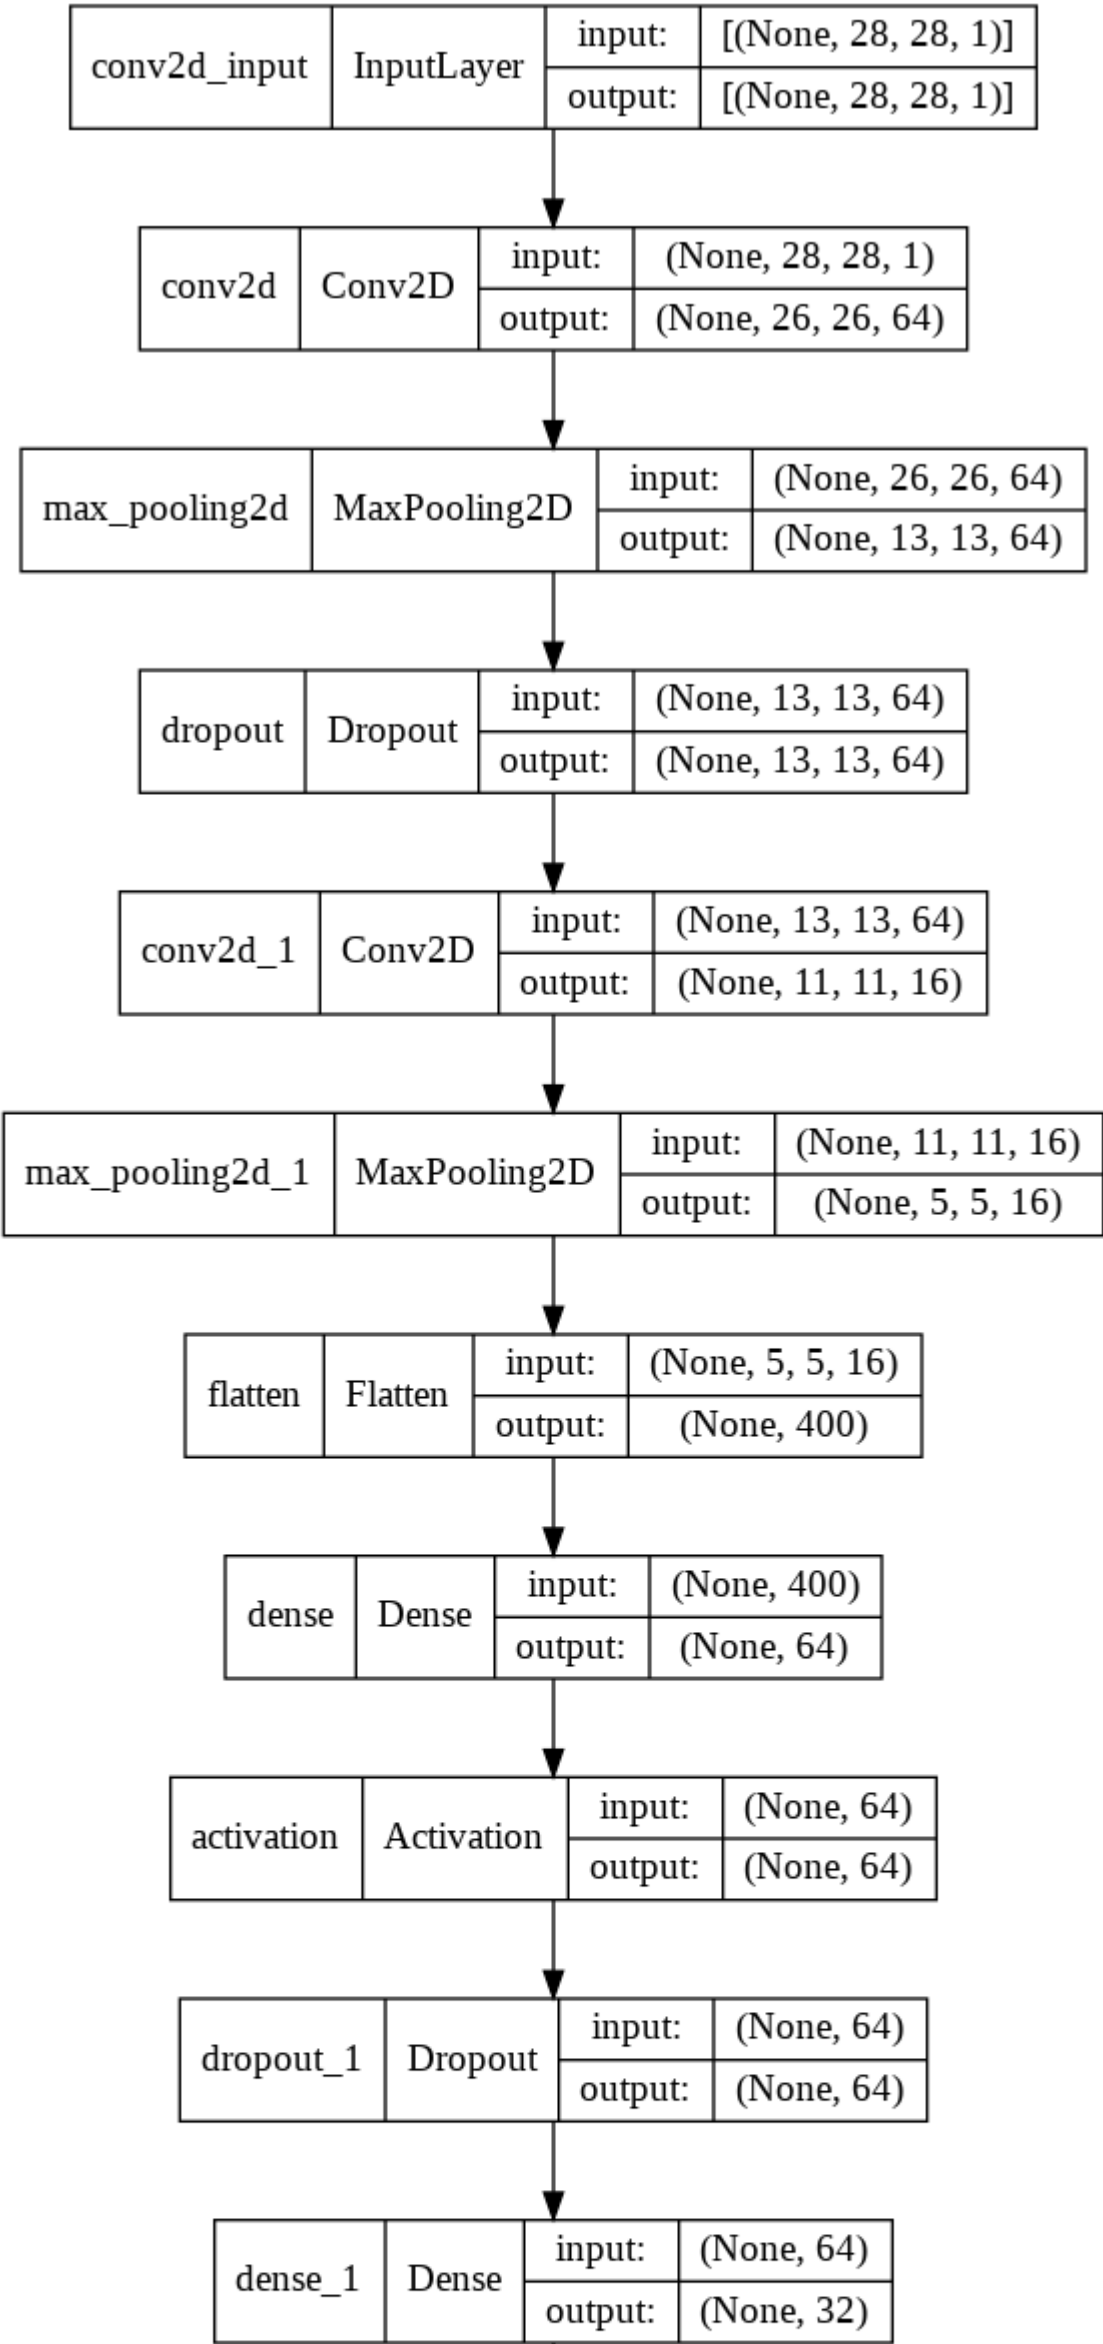 conv2d_input InputLayer input: [(None, 28, 28, 1)]
output: [(None, 28, 28, 1)]
conv2d Conv2D input: (None, 28, 28, 1)
output: (None, 26, 26, 64)
max_pooling2d MaxPooling2D input: (None, 26, 26, 64)
output: (None, 13, 13, 64)
dropout Dropout input: (None, 13, 13, 64)
output: (None, 13, 13, 64)
conv2d_1 Conv2D input: (None, 13, 13, 64)
output: (None, 11, 11, 16)
max_pooling2d_1 MaxPooling2D input: (None, 11, 11, 16)
output: (None, 5, 5, 16)
flatten Flatten input: (None, 5, 5, 16)
output: (None, 400)
dense Dense input: (None, 400)
output: (None, 64)
activation Activation input: (None, 64)
output: (None, 64)
dropout_1 Dropout input: (None, 64)
output: (None, 64)
dense_1 Dense input: (None, 64)
output: (None, 32)